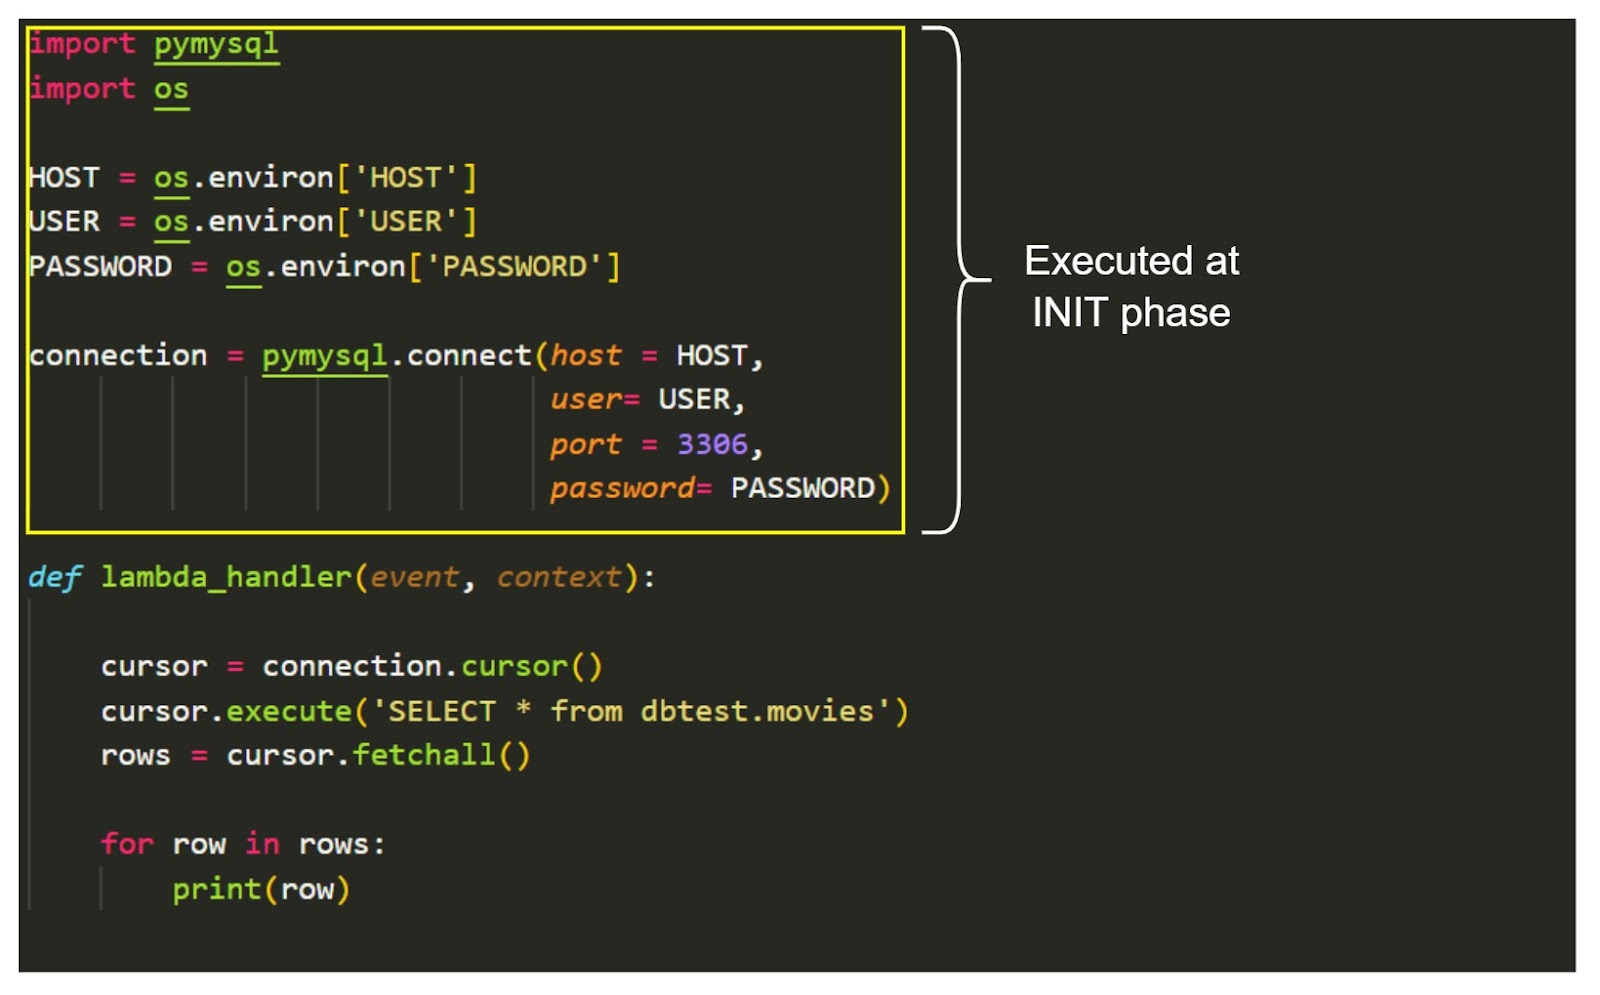 import pymysql
import os
HOST = os.environ['HOST']
USER = os.environ['USER']
PASSWORD = os.environ['PASSWORD']
connection = pymysql.connect(host = HOST,
user= USER,
port = 3306,
password= PASSWORD)
Executed at
INIT phase
def lambda_handler(event, context):
cursor = connection.cursor()
cursor.execute('SELECT * from dbtest.movies')
rows = cursor.fetchall()
for row in rows:
print(row)